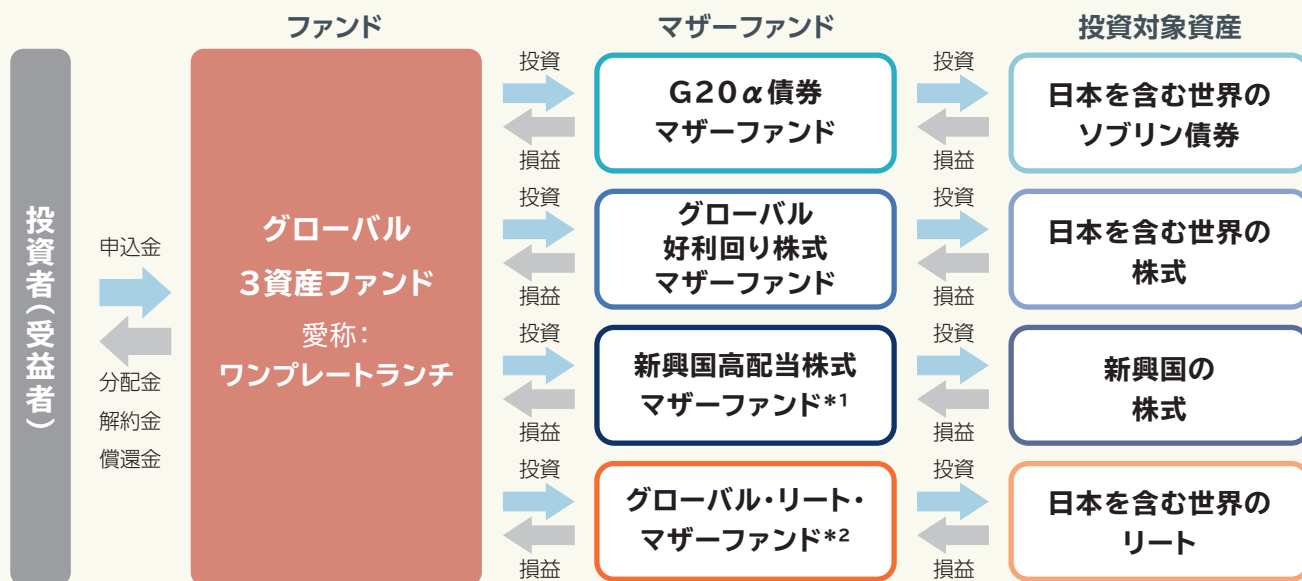 ファンド
マザーファンド
投資対象資産
投資者(受益者)
申込金
分配金
解約金
償還金
グローバル
3資産ファンド
愛称:
ワンプレートランチ
投資
損益
G20α債券
マザーファンド
投資
損益
日本を含む世界の
ソブリン債券
投資
損益
グローバル
好利回り株式
マザーファンド
投資
損益
日本を含む世界の
株式
投資
損益
新興国高配当株式
マザーファンド*1
投資
損益
新興国の
株式
投資
損益
グローバル・リート・
マザーファンド*2
投資
損益
日本を含む世界の
リート